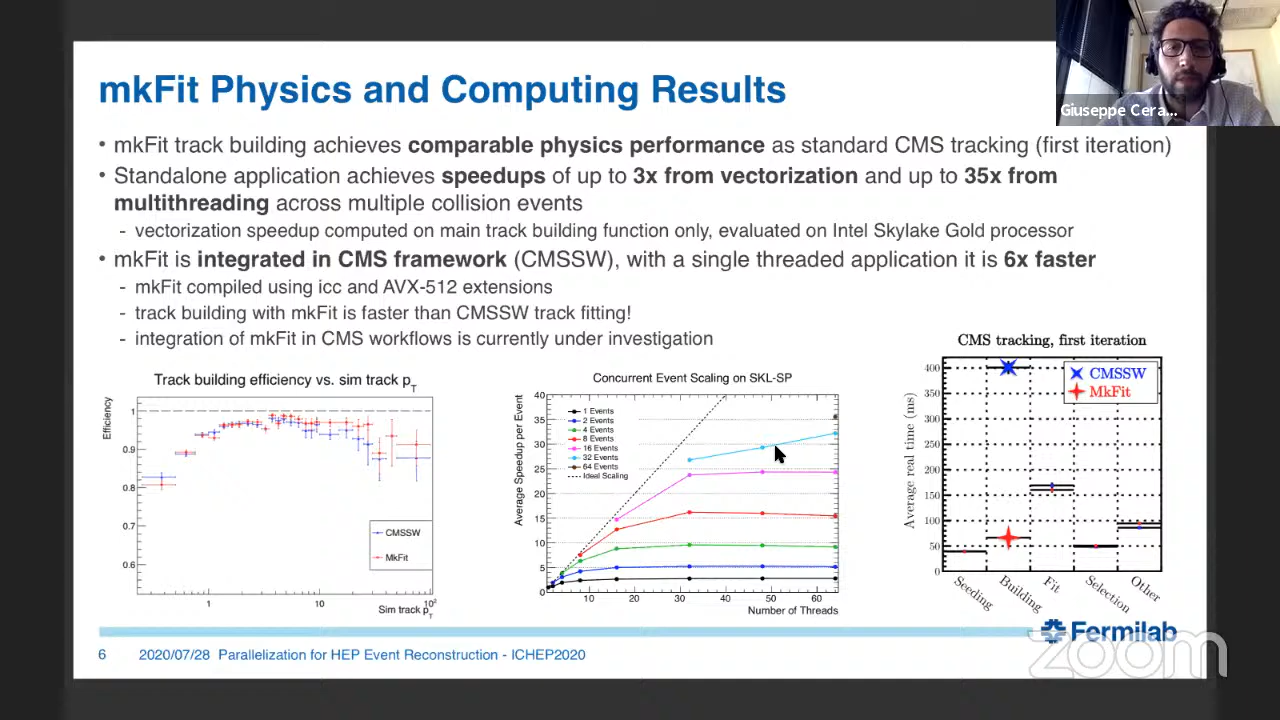 Giuseppe Cera...
mkFit Physics and Computing Results
• mkFit track building achieves comparable physics performance as standard CMS tracking (first iteration)
• Standalone application achieves speedups of up to 3x from vectorization and up to 35x from
multithreading across multiple collision events
- vectorization speedup computed on main track building function only, evaluated on Intel Skylake Gold processor
• mkFit is integrated in CMS framework (CMSSW), with a single threaded application it is 6x faster
- mkFit compiled using icc and AVX-512 extensions
- track building with mkFit is faster than CMSSW track fitting!
- integration of mkFit in CMS workflows is currently under investigation
Track building efficiency vs. sim track pT
Efficiency
1
0.9
0.8
0.7
0.6
CMSSW
MkFit
1 10 10²
Sim track pT
Concurrent Event Scaling on SKL-SP
Average Speedup per Event
40
35
30
25
20
15
10
5
0
1 Events
2 Events
4 Events
8 Events
16 Events
32 Events
64 Events
Ideal Scaling
10 20 30 40 50 60
Number of Threads
CMS tracking, first iteration
Average real time (ms)
400
350
300
250
200
150
100
50
0
CMSSW
MkFit
Seeding
Building
Fit
Selection
Other
Fermilab
zoom
6 2020/07/28 Parallelization for HEP Event Reconstruction - ICHEP2020